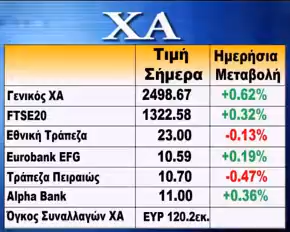 ΧΑ
Τιμή Σήμερα Ημερήσια Μεταβολή
Γενικός ΧΑ 2498.67 +0.62%
FTSE20 1322.58 +0.32%
Εθνική Τράπεζα 23.00 -0.13%
Eurobank EFG 10.59 +0.19%
Τράπεζα Πειραιώς 10.70 -0.47%
Alpha Bank 11.00 +0.36%
Όγκος Συναλλαγών ΧΑ ΕΥΡ 120.2εκ.